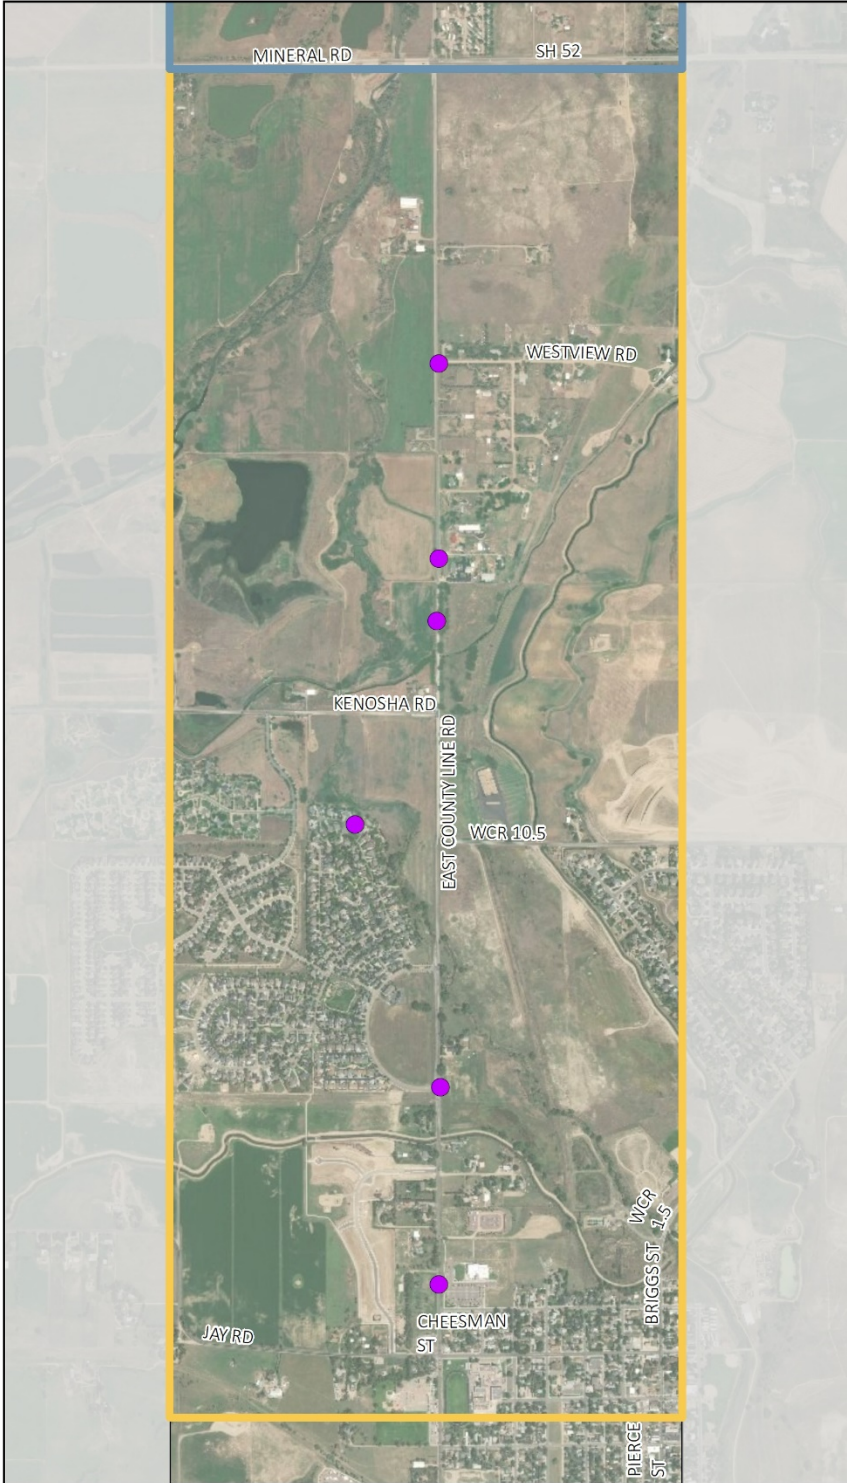 MINERAL RD
SH 52
WESTVIEW RD
KENOSHA RD
EAST COUNTY LINE RD
WCR 10.5
WCR
1.5
BRIGGS ST
CHEESMAN
ST
JAY RD
PIERCE
ST